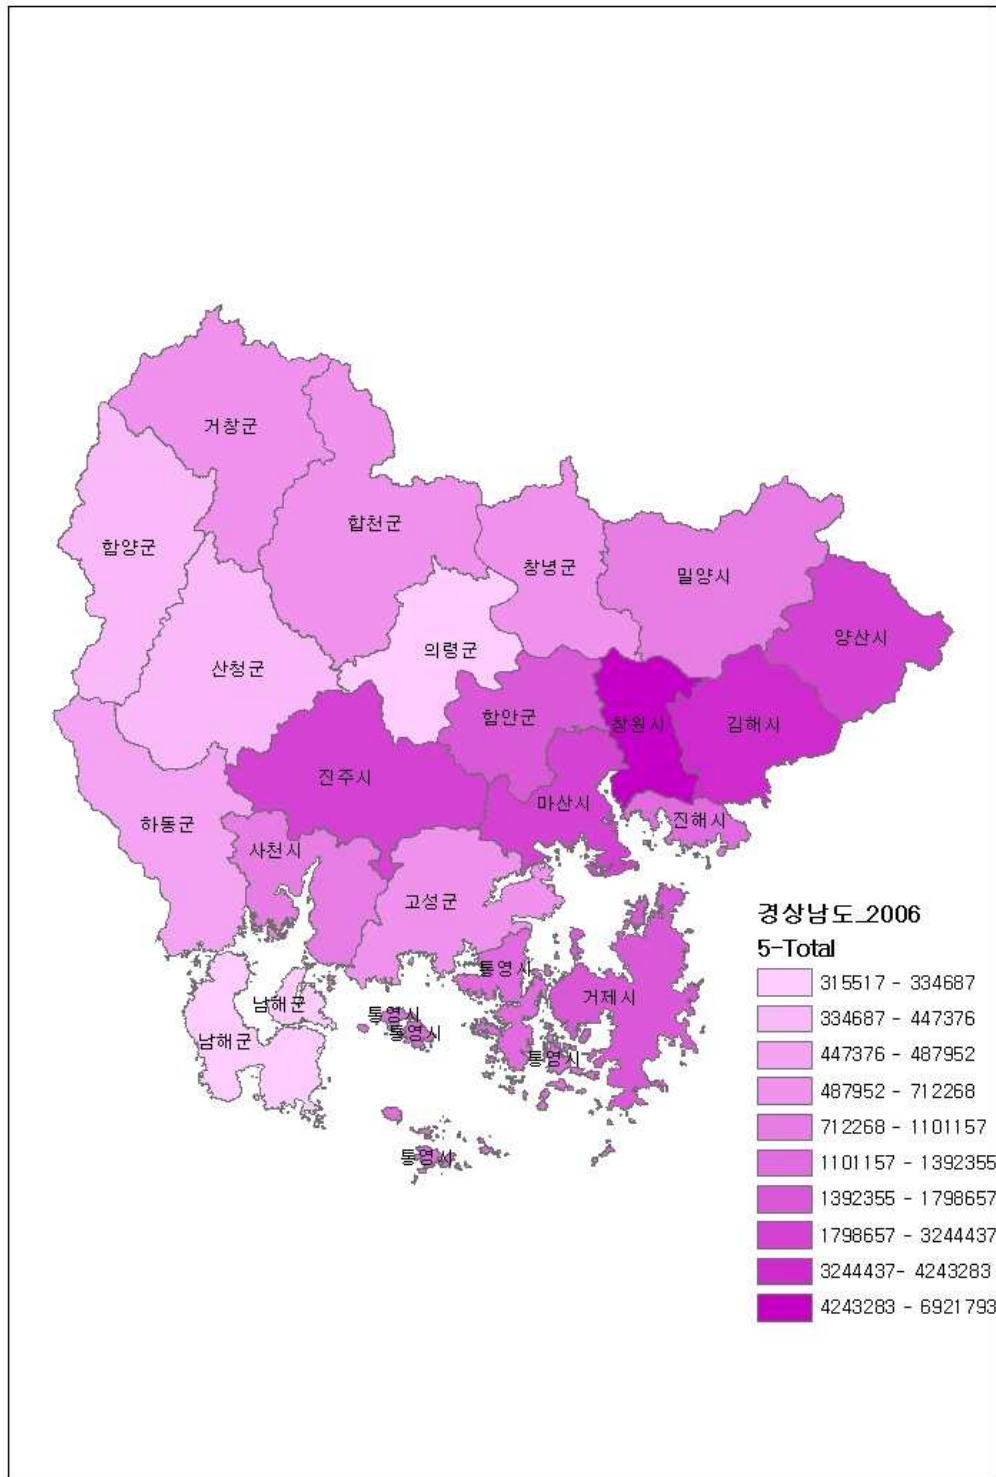 거창군
합천군
함양군
창녕군
밀양시
양산시
의령군
산청군
함안군
창원시
김해시
진주시
마산시
하동군
진해시
사천시
고성군
통영시
거제시
남해군
통영시
통영시
남해군
통영시
통영시
경상남도_2006
5-Total
315517 - 334687
334687 - 447376
447376 - 487952
487952 - 712268
712268 - 1101157
1101157 - 1392355
1392355 - 1798657
1798657 - 3244437
3244437- 4243283
4243283 - 6921793